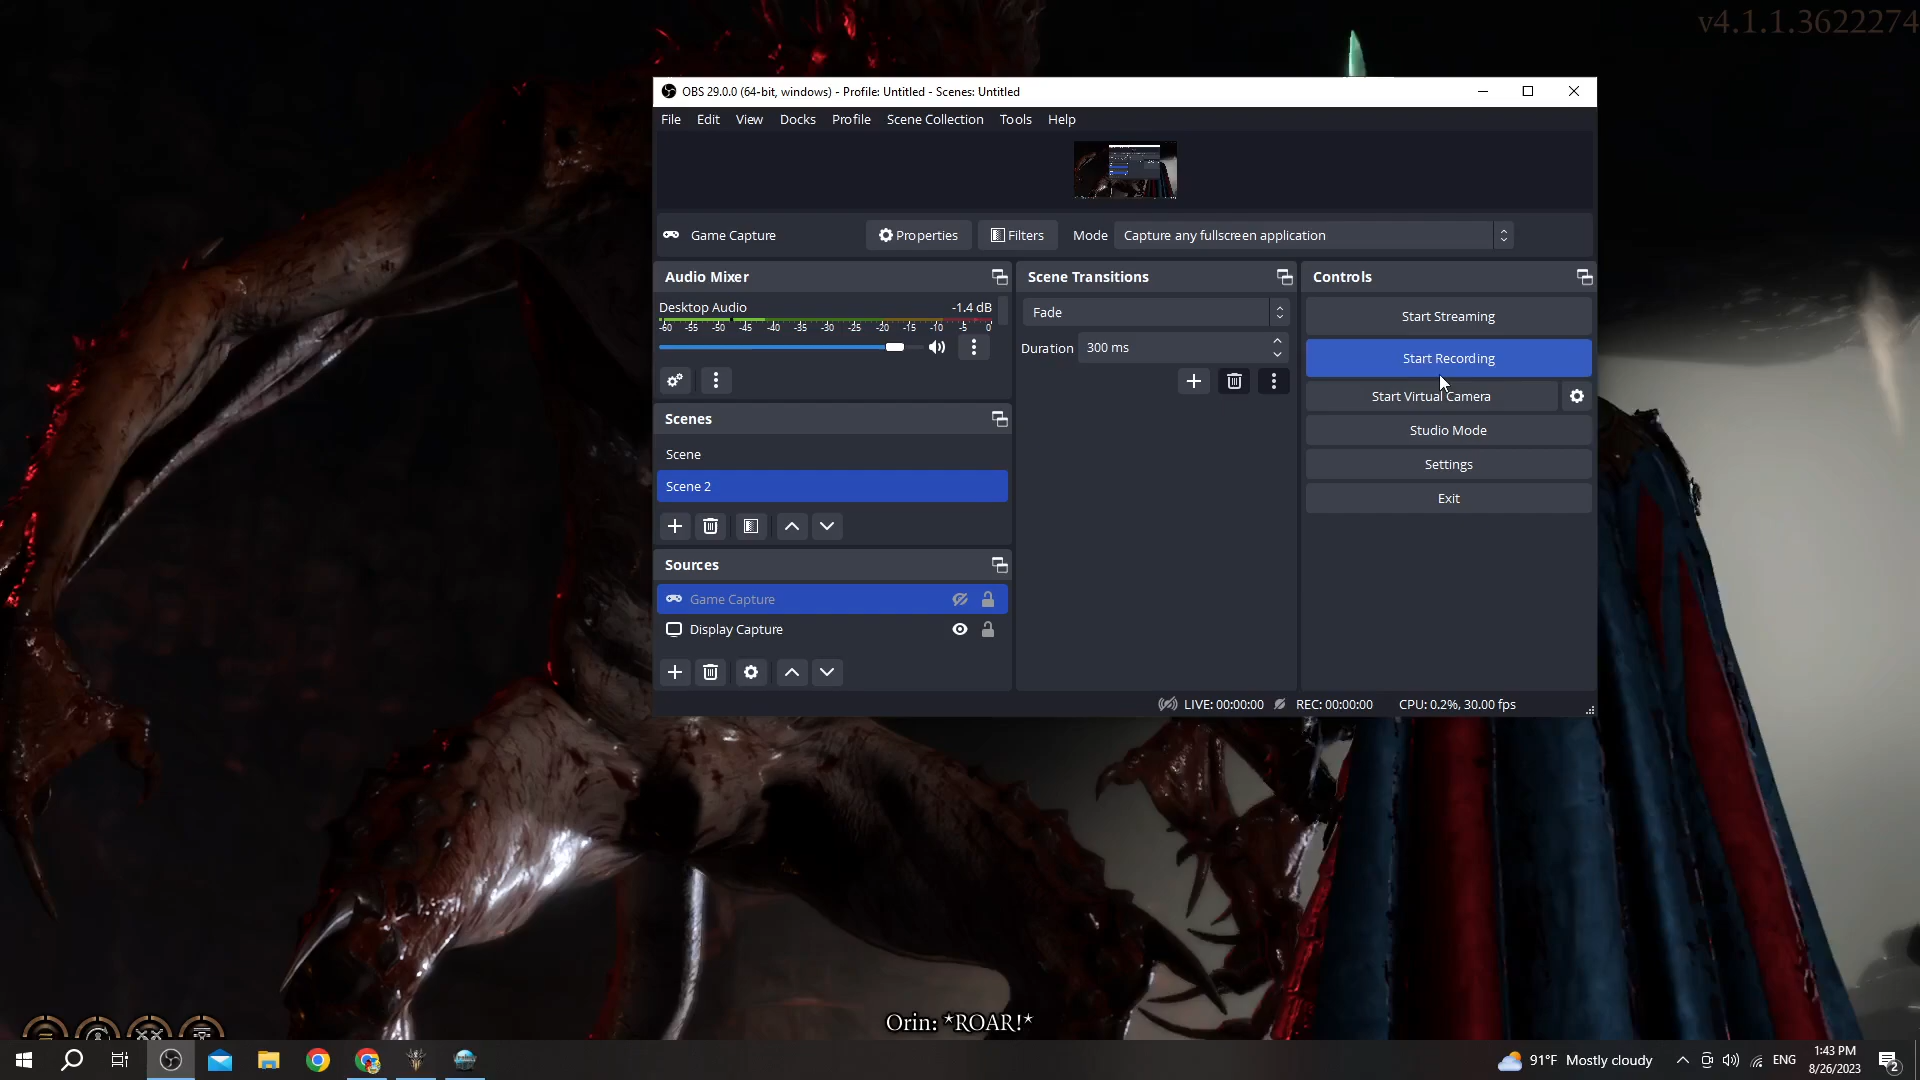 v4.1.1.3622274
OBS 29.0.0 (64-bit, windows) - Profile: Untitled - Scenes: Untitled
File Edit View Docks Profile Scene Collection Tools Help
Game Capture Properties Filters Mode Capture any fullscreen application
Audio Mixer
Desktop Audio -1.4 dB
-60 -55 -50 -45 -40 -35 -30 -25 -20 -15 -10 -5 0
Scene Transitions
Fade
Duration 300 ms
Controls
Start Streaming
Start Recording
Start Virtual Camera
Studio Mode
Settings
Exit
Scenes
Scene
Scene 2
Sources
Game Capture
Display Capture
LIVE: 00:00:00 REC: 00:00:00 CPU: 0.2%, 30.00 fps
Orin: *ROAR!*
91°F Mostly cloudy ENG 1:43 PM
8/26/2023
2